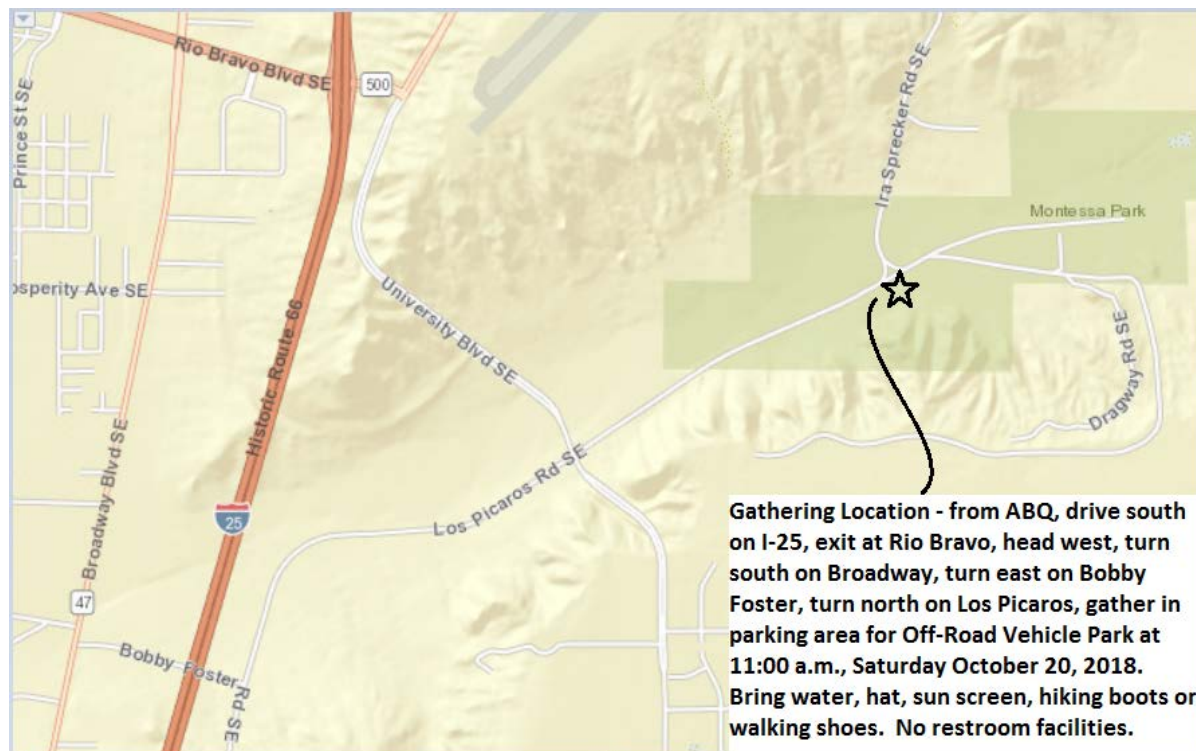 Rio Bravo Blvd SE
500
Prince St SE
Ira Sprecker Rd SE
Montessa Park
osperity Ave SE
Historic Route 66
University Blvd SE
Dragway Rd SE
Broadway Blvd SE
Los Picaros Rd SE
25
47
Bobby Foster Rd SE
Gathering Location - from ABQ, drive south
on I-25, exit at Rio Bravo, head west, turn
south on Broadway, turn east on Bobby
Foster, turn north on Los Picaros, gather in
parking area for Off-Road Vehicle Park at
11:00 a.m., Saturday October 20, 2018.
Bring water, hat, sun screen, hiking boots or
walking shoes.  No restroom facilities.